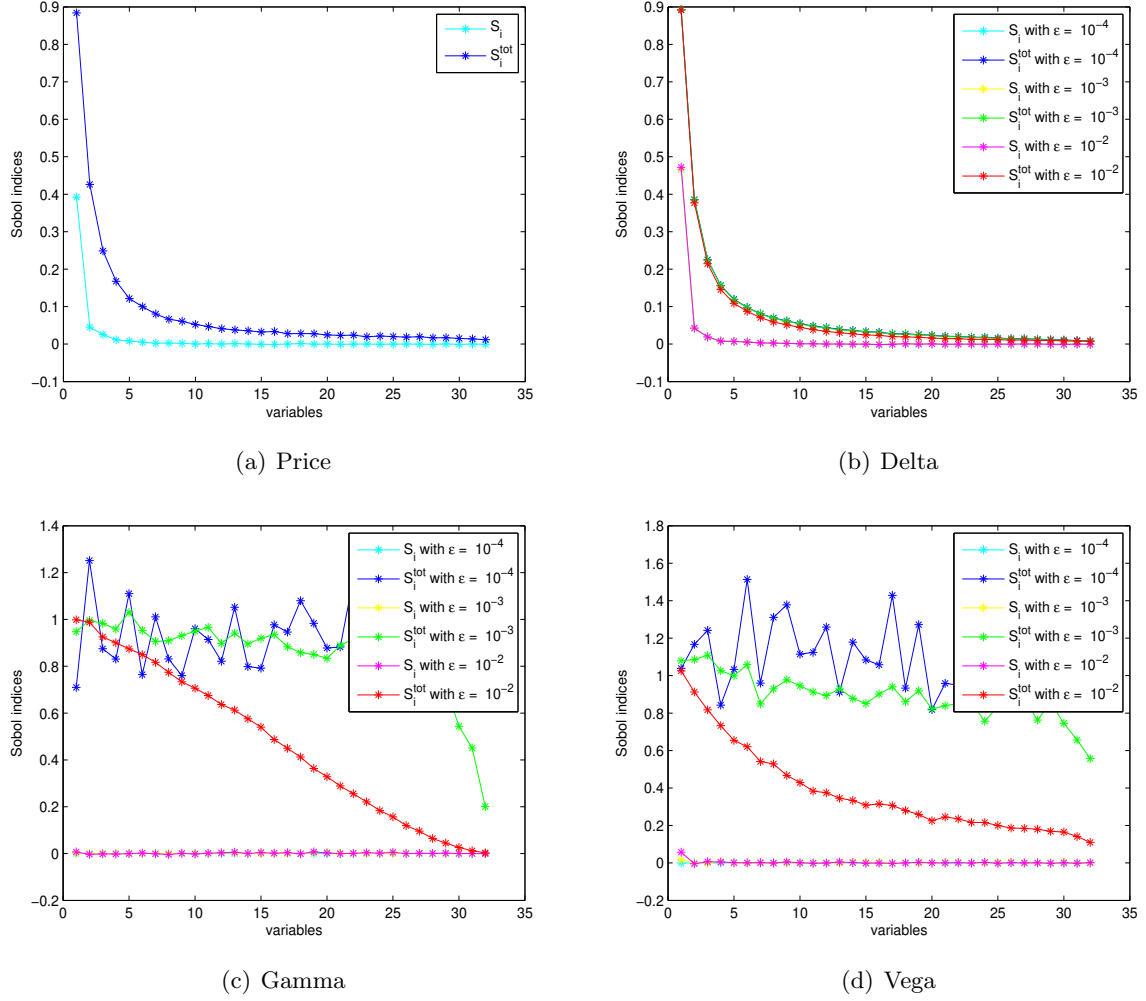 0.9
0.8
0.7
0.6
0.5
0.4
0.3
0.2
0.1
0
−0.1
Sobol indices
0 5 10 15 20 25 30 35
variables
S_i
S_i^tot
(a) Price
0.9
0.8
0.7
0.6
0.5
0.4
0.3
0.2
0.1
0
−0.1
Sobol indices
0 5 10 15 20 25 30 35
variables
S_i with ε = 10^−4
S_i^tot with ε = 10^−4
S_i with ε = 10^−3
S_i^tot with ε = 10^−3
S_i with ε = 10^−2
S_i^tot with ε = 10^−2
(b) Delta
1.4
1.2
1
0.8
0.6
0.4
0.2
0
−0.2
Sobol indices
0 5 10 15 20 25 30 35
variables
S_i with ε = 10^−4
S_i^tot with ε = 10^−4
S_i with ε = 10^−3
S_i^tot with ε = 10^−3
S_i with ε = 10^−2
S_i^tot with ε = 10^−2
(c) Gamma
1.8
1.6
1.4
1.2
1
0.8
0.6
0.4
0.2
0
−0.2
Sobol indices
0 5 10 15 20 25 30 35
variables
S_i with ε = 10^−4
S_i^tot with ε = 10^−4
S_i with ε = 10^−3
S_i^tot with ε = 10^−3
S_i with ε = 10^−2
S_i^tot with ε = 10^−2
(d) Vega